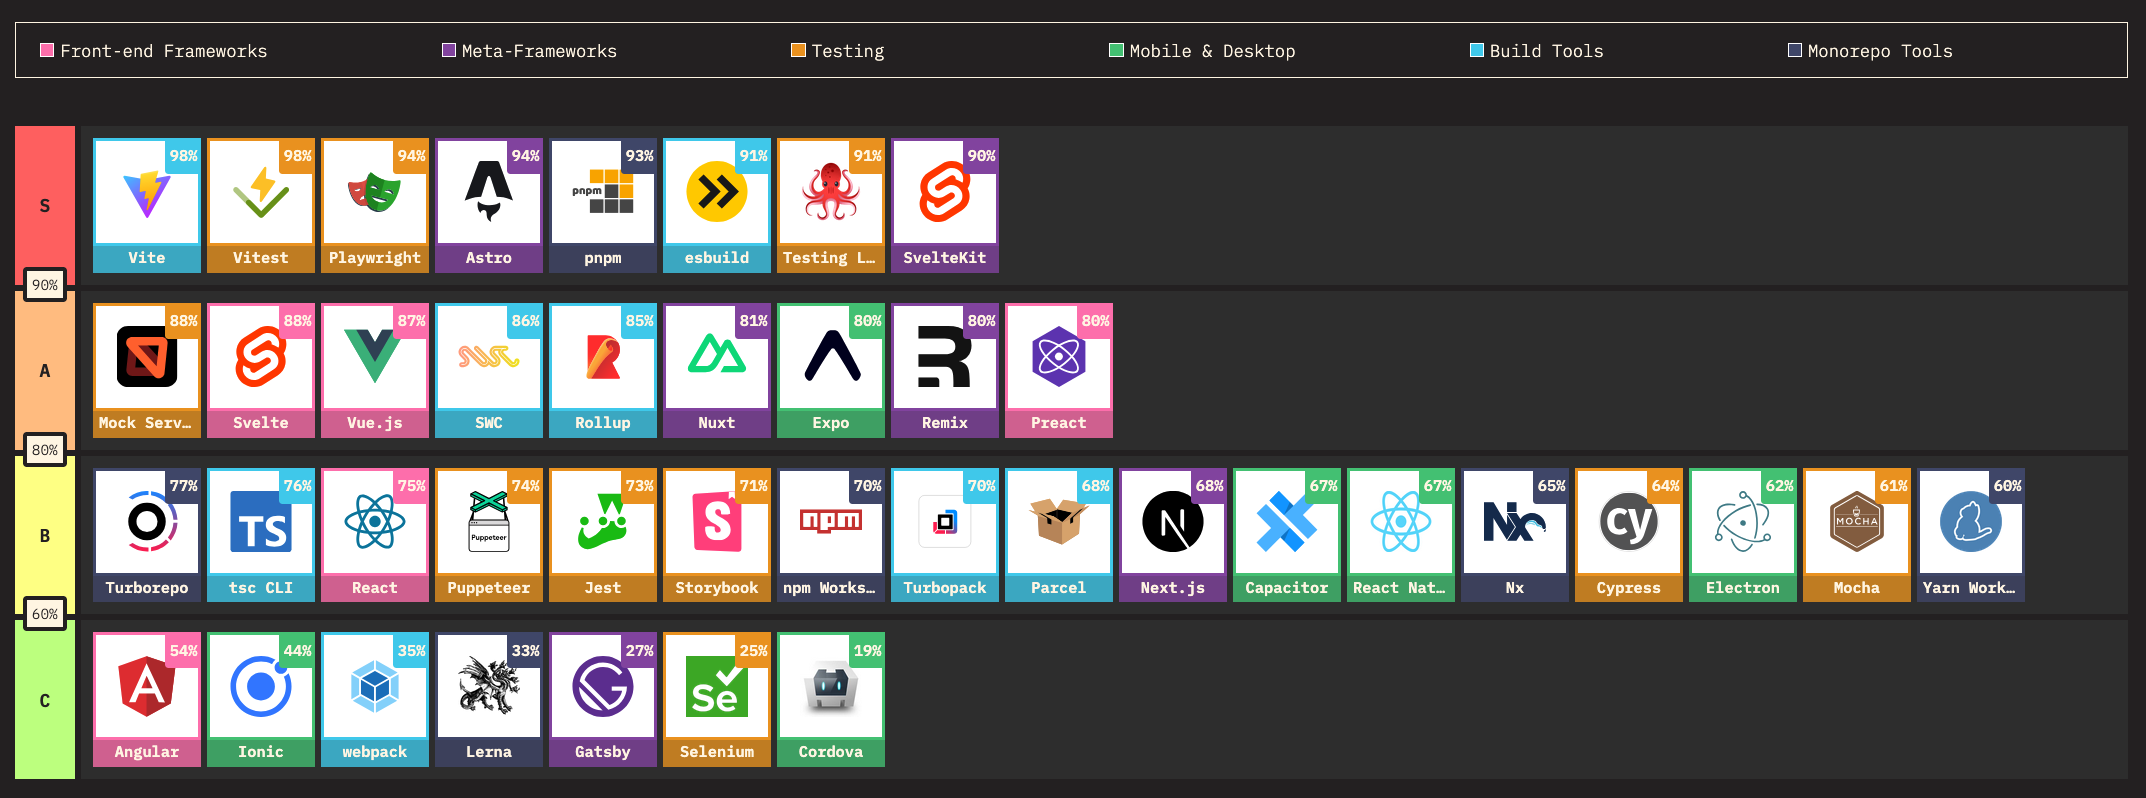 Front-end Frameworks
Meta-Frameworks
Testing
Mobile & Desktop
Build Tools
Monorepo Tools
S
98%
Vite
98%
Vitest
94%
Playwright
94%
Astro
93%
pnpm
pnpm
91%
esbuild
91%
Testing L…
90%
SvelteKit
90%
A
88%
Mock Serv…
88%
Svelte
87%
Vue.js
86%
SWC
85%
Rollup
81%
Nuxt
80%
Expo
80%
Remix
80%
Preact
80%
B
77%
Turborepo
76%
TS
tsc CLI
75%
React
74%
Puppeteer
Puppeteer
73%
Jest
71%
S
Storybook
70%
npm
npm Works…
70%
Turbopack
68%
Parcel
68%
N
Next.js
67%
Capacitor
67%
React Nat…
65%
Nx
Nx
64%
cy
Cypress
62%
Electron
61%
MOCHA
Mocha
60%
Yarn Work…
60%
C
54%
A
Angular
44%
Ionic
35%
webpack
33%
Lerna
27%
G
Gatsby
25%
Se
Selenium
19%
Cordova